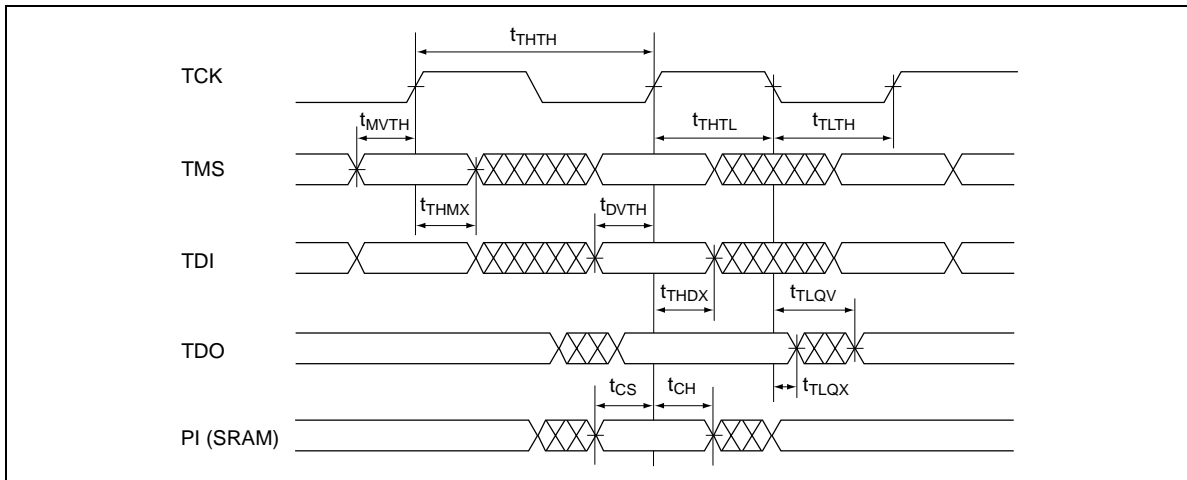 tTHTH
TCK
tMVTH
tTHTL
tTLTH
TMS
tTHMX
tDVTH
TDI
tTHDX
tTLQV
TDO
tCS
tCH
tTLQX
PI (SRAM)